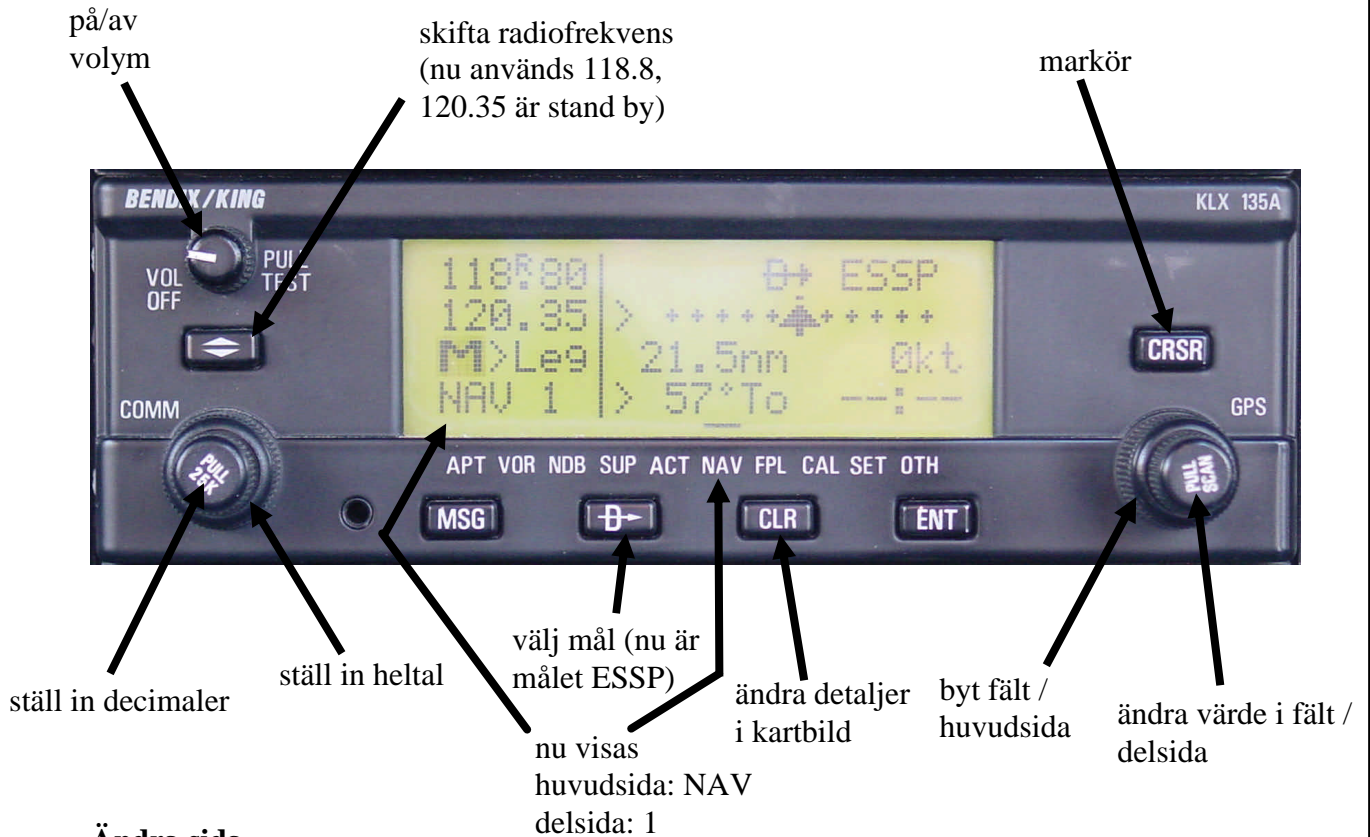 på/av
volym
skifta radiofrekvens
(nu används 118.8,
120.35 är stand by)
markör
BENDIX/KING
KLX 135A
VOL
OFF
PULL
TEST
118.80
R
120.35
M>Leg
NAV 1
ESSP
> +++++ +++++
21.5nm 0kt
> 57°To --:--
CRSR
COMM
GPS
PULL
25K
PULL
SCAN
APT VOR NDB SUP ACT NAV FPL CAL SET OTH
MSG
D
CLR
ENT
ställ in decimaler
ställ in heltal
välj mål (nu är
målet ESSP)
nu visas
huvudsida: NAV
delsida: 1
ändra detaljer
i kartbild
byt fält /
huvudsida
ändra värde i fält /
delsida